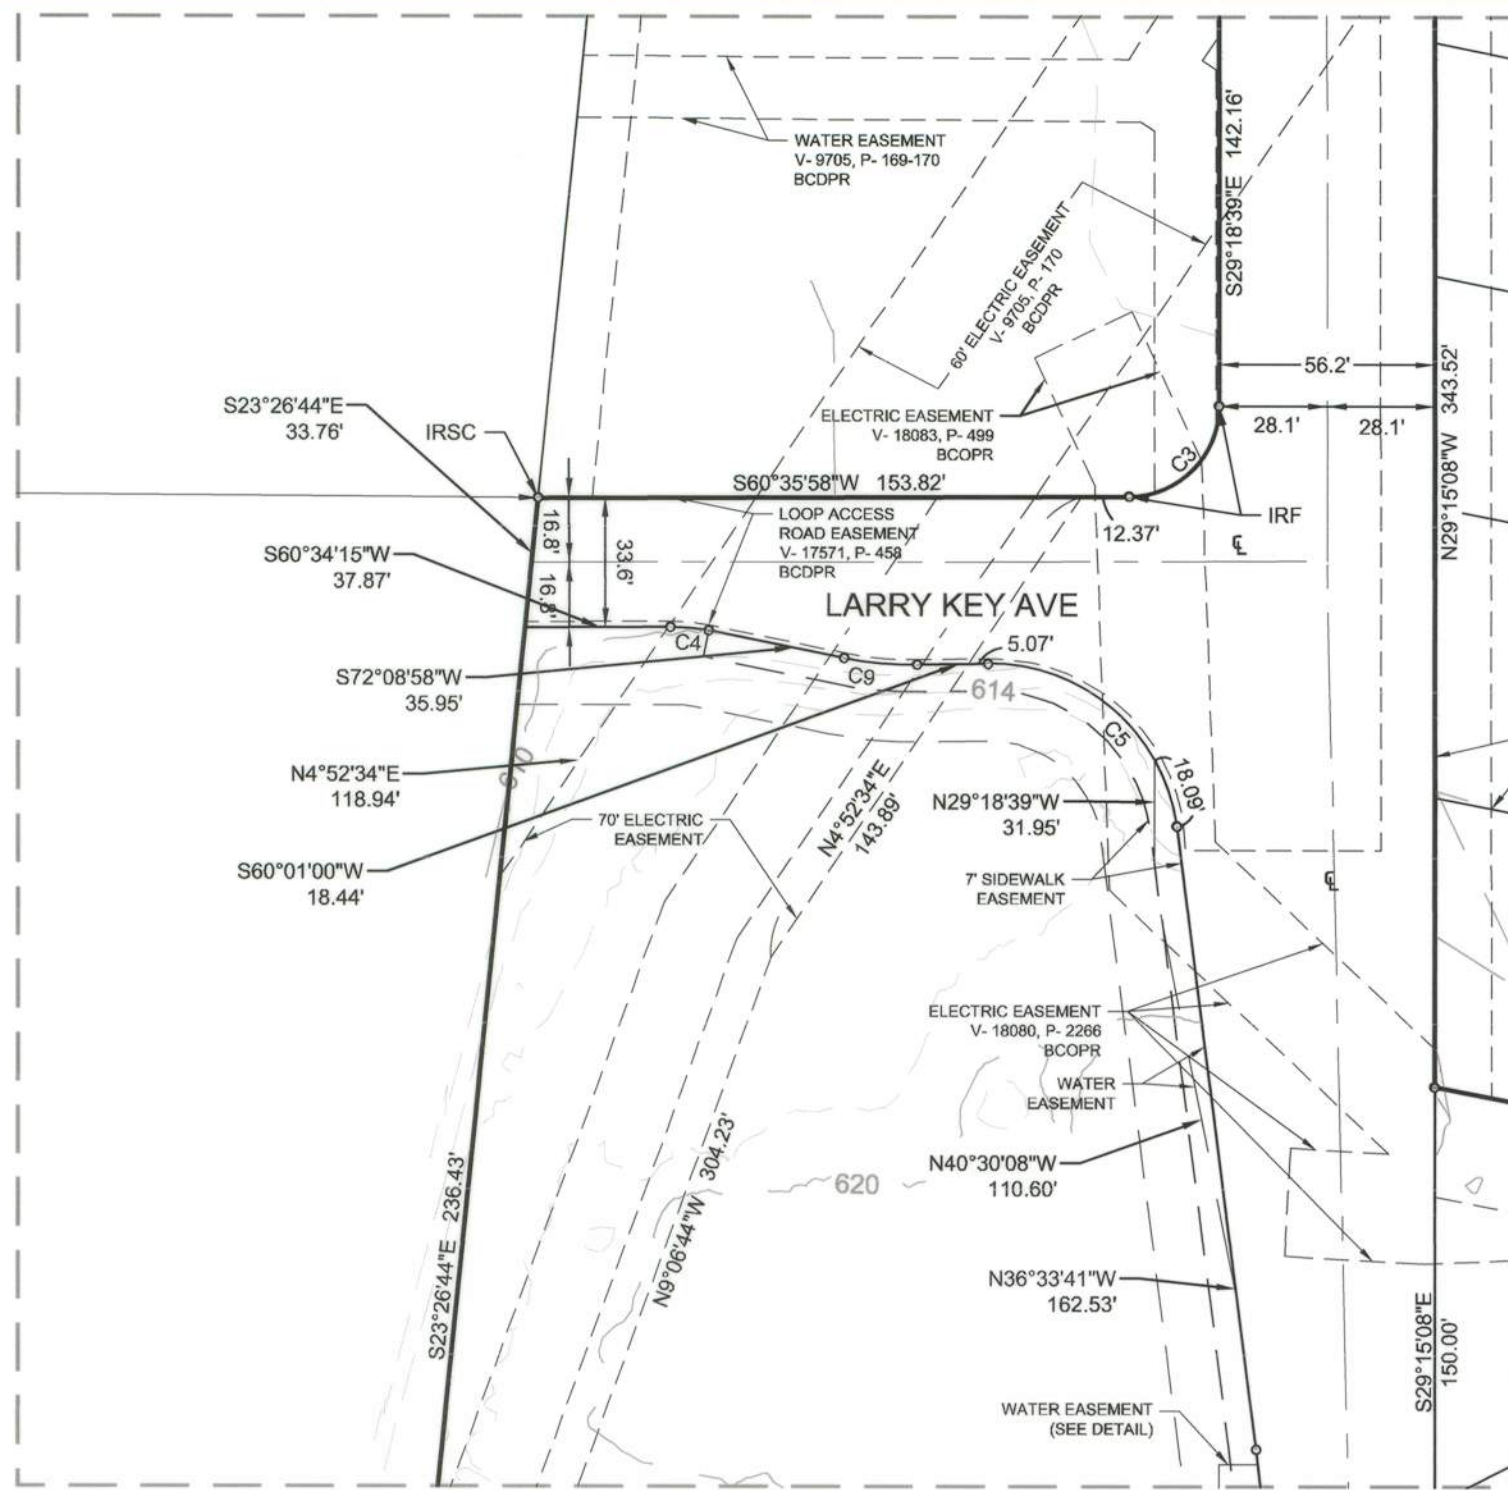 WATER EASEMENT
V- 9705, P- 169-170
BCDPR
S29°18'39"E 142.16'
60' ELECTRIC EASEMENT
V- 9705, P- 170
BCDPR
56.2'
28.1'
28.1'
N29°15'08"W 343.52'
S23°26'44"E
33.76'
IRSC
ELECTRIC EASEMENT
V- 18083, P- 499
BCOPR
C3
S60°35'58"W 153.82'
IRF
12.37'
LOOP ACCESS
ROAD EASEMENT
V- 17571, P- 458
BCDPR
16.8'
33.6'
16.8'
S60°34'15"W
37.87'
LARRY KEY AVE
C4
5.07'
C9
614
S72°08'58"W
35.95'
C5
610
18.09'
N4°52'34"E
118.94'
N4°52'34"E
143.89'
N29°18'39"W
31.95'
70' ELECTRIC
EASEMENT
S60°01'00"W
18.44'
7' SIDEWALK
EASEMENT
ELECTRIC EASEMENT
V- 18080, P- 2266
BCOPR
WATER
EASEMENT
N40°30'08"W
110.60'
620
S23°26'44"E 236.43'
N9°06'44"W 304.23'
N36°33'41"W
162.53'
S29°15'08"E
150.00'
WATER EASEMENT
(SEE DETAIL)